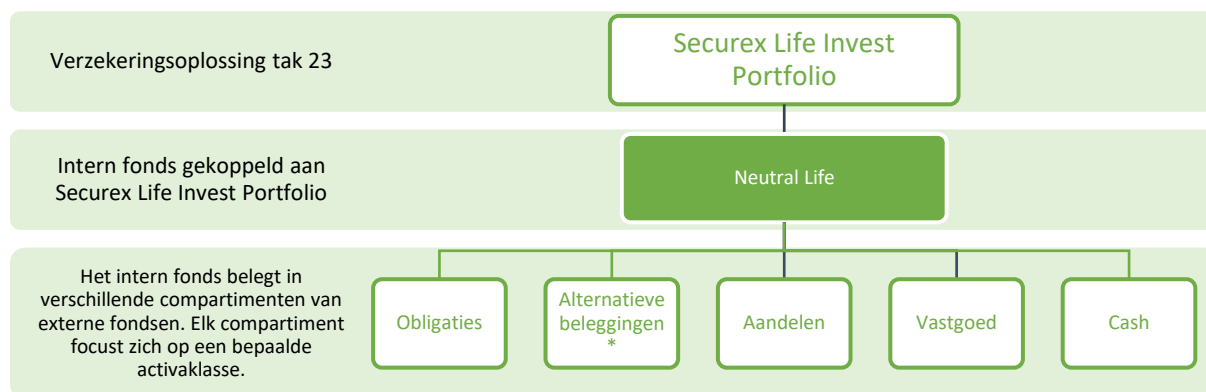 Verzekeringsoplossing tak 23
Securex Life Invest
Portfolio
Intern fonds gekoppeld aan
Securex Life Invest Portfolio
Neutral Life
Het intern fonds belegt in
verschillende compartimenten van
externe fondsen. Elk compartiment
focust zich op een bepaalde
activaklasse.
Obligaties
Alternatieve
beleggingen
*
Aandelen
Vastgoed
Cash